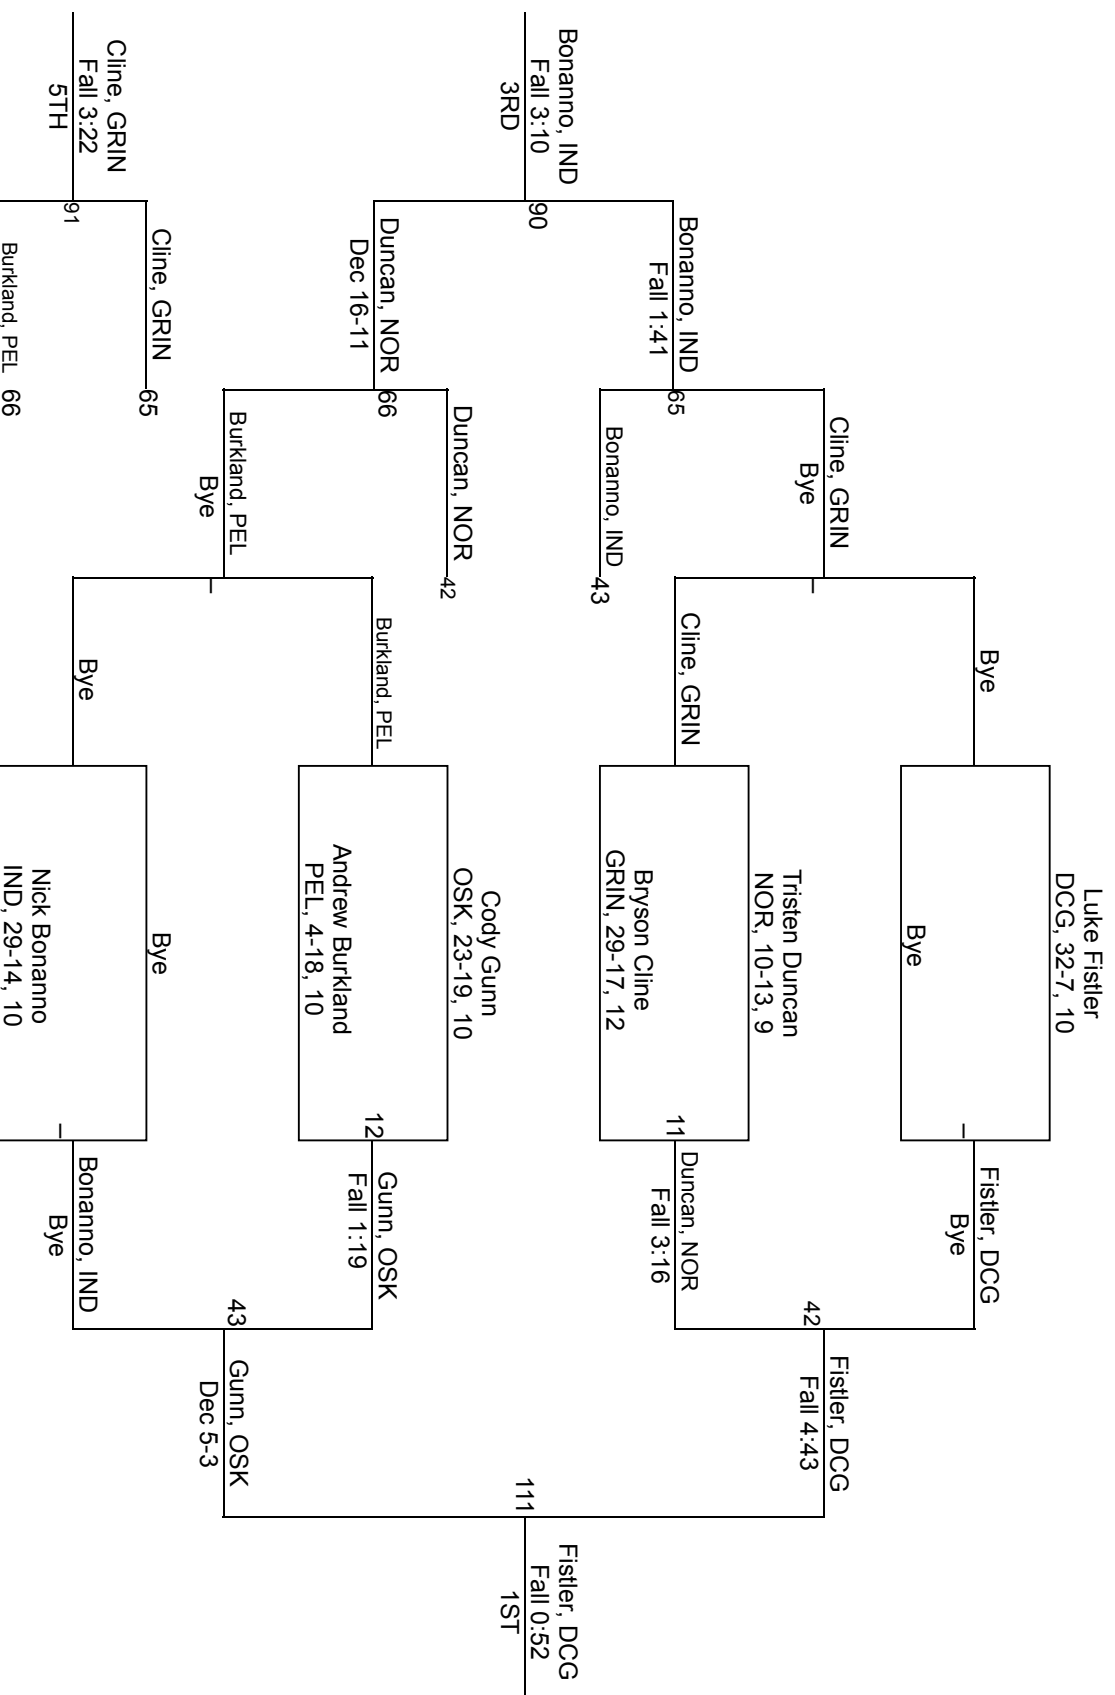 Luke Fistler
DCG, 32-7, 10
Bye
Bye
Fistler, DCG
Bye
Tristen Duncan
NOR, 10-13, 9
Bryson Cline
GRIN, 29-17, 12
11
Duncan, NOR
Fall 3:16
42
Fistler, DCG
Fall 4:43
Cline, GRIN
Cline, GRIN
Bye
Bonanno, IND
43
65
Bonanno, IND
Fall 1:41
Bonanno, IND
Fall 3:10
3RD
90
111
Fistler, DCG
Fall 0:52
1ST
Cody Gunn
OSK, 23-19, 10
Andrew Burkland
PEL, 4-18, 10
12
Gunn, OSK
Fall 1:19
43
Gunn, OSK
Dec 5-3
Duncan, NOR
42
Burkland, PEL
Burkland, PEL
Bye
66
Duncan, NOR
Dec 16-11
Bye
Bye
Nick Bonanno
IND, 29-14, 10
Bonanno, IND
Bye
Cline, GRIN
65
Cline, GRIN
Fall 3:22
5TH
91
Burkland, PEL 66